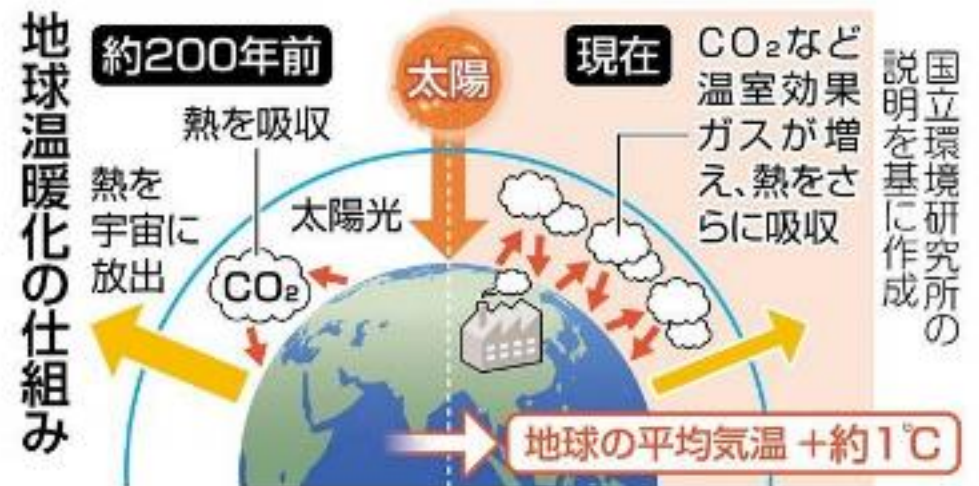 地球温暖化の仕組み
約200年前
熱を吸収
熱を
宇宙に
放出
CO₂
太陽光
太陽
現在
CO₂など
温室効果
ガスが増
え、熱をさ
らに吸収
地球の平均気温 +約1℃
国立環境研究所の
説明を基に作成